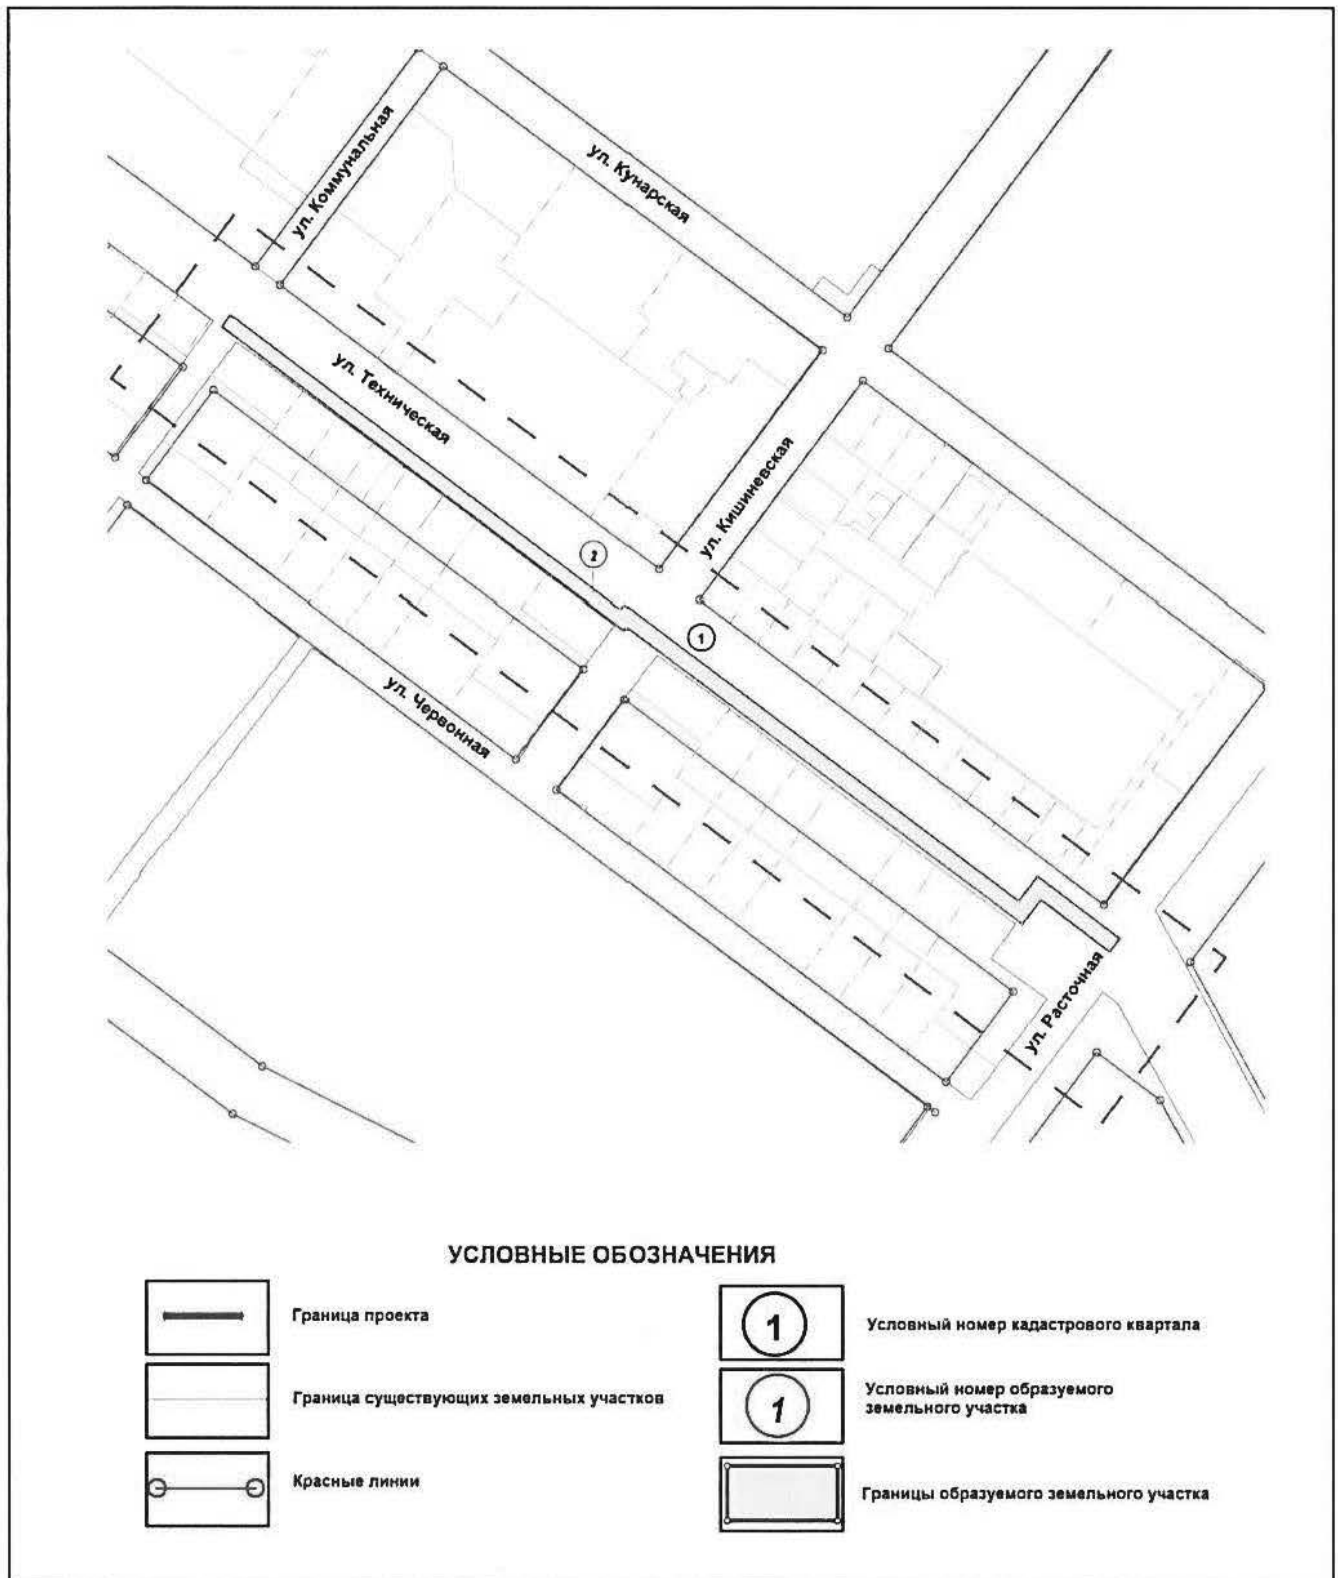 ул. Коммунальная
ул. Кунарская
ул. Техническая
ул. Кишиневская
2
1
ул. Червонная
ул. Расточная
УСЛОВНЫЕ ОБОЗНАЧЕНИЯ
Граница проекта
1
Условный номер кадастрового квартала
Граница существующих земельных участков
1
Условный номер образуемого
земельного участка
Красные линии
Границы образуемого земельного участка